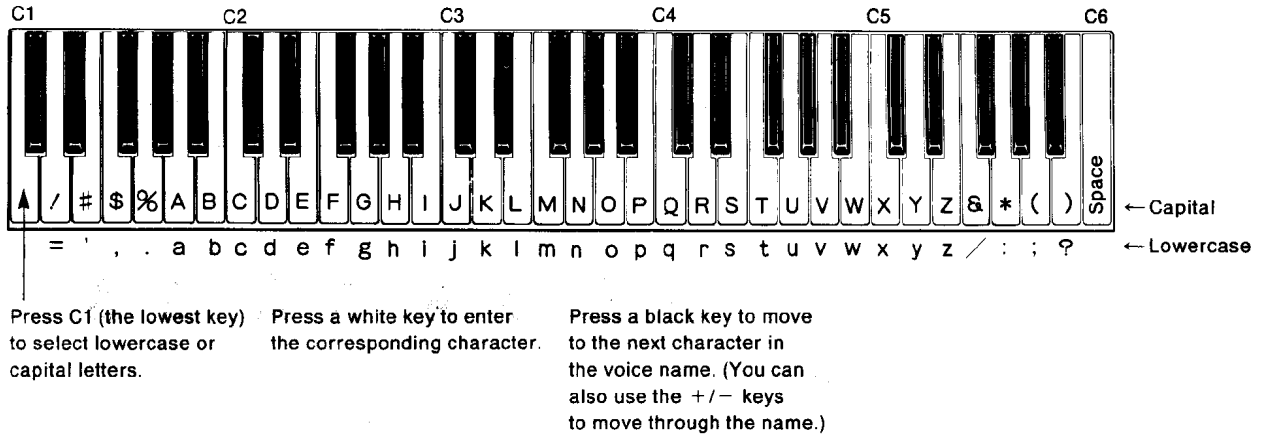 C1 C2 C3 C4 C5 C6
/ # $ % A B C D E F G H I J K L M N O P Q R S T U V W X Y Z & * ( ) Space ← Capital
= ' , . a b c d e f g h i j k l m n o p q r s t u v w x y z / : ; ? ← Lowercase
Press C1 (the lowest key)
to select lowercase or
capital letters.
Press a white key to enter
the corresponding character.
Press a black key to move
to the next character in
the voice name. (You can
also use the +/− keys
to move through the name.)